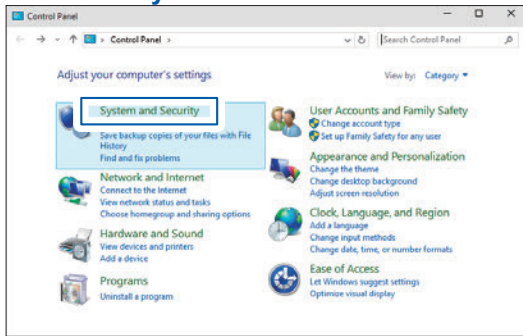 Control Panel
Control Panel
Search Control Panel
Adjust your computer's settings
View by: Category
System and Security
Save backup copies of your files with File
History
Find and fix problems
Network and Internet
Connect to the Internet
View network status and tasks
Choose homegroup and sharing options
Hardware and Sound
View devices and printers
Add a device
Programs
Uninstall a program
User Accounts and Family Safety
Change account type
Set up Family Safety for any user
Appearance and Personalization
Change the theme
Change desktop background
Adjust screen resolution
Clock, Language, and Region
Add a language
Change input methods
Change date, time, or number formats
Ease of Access
Let Windows suggest settings
Optimize visual display